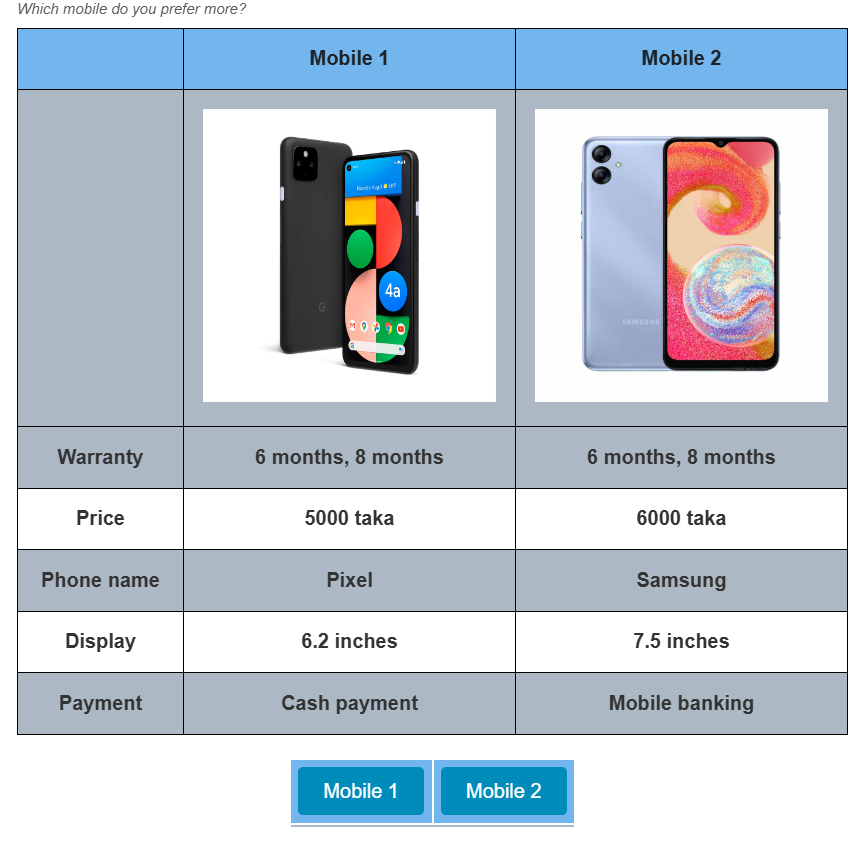 Which mobile do you prefer more?
Mobile 1 Mobile 2
4a
G
SAMSUNG
Warranty 6 months, 8 months 6 months, 8 months
Price 5000 taka 6000 taka
Phone name Pixel Samsung
Display 6.2 inches 7.5 inches
Payment Cash payment Mobile banking
Mobile 1 Mobile 2